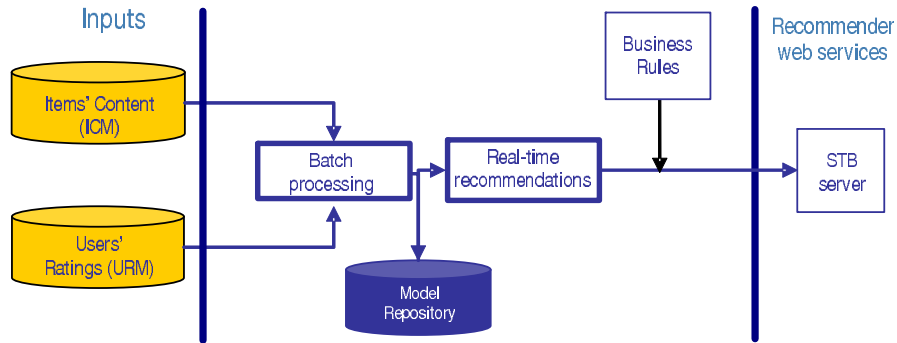 Inputs
Items' Content
(ICM)
Users'
Ratings (URM)
Batch
processing
Model
Repository
Real-time
recommendations
Business
Rules
Recommender
web services
STB
server